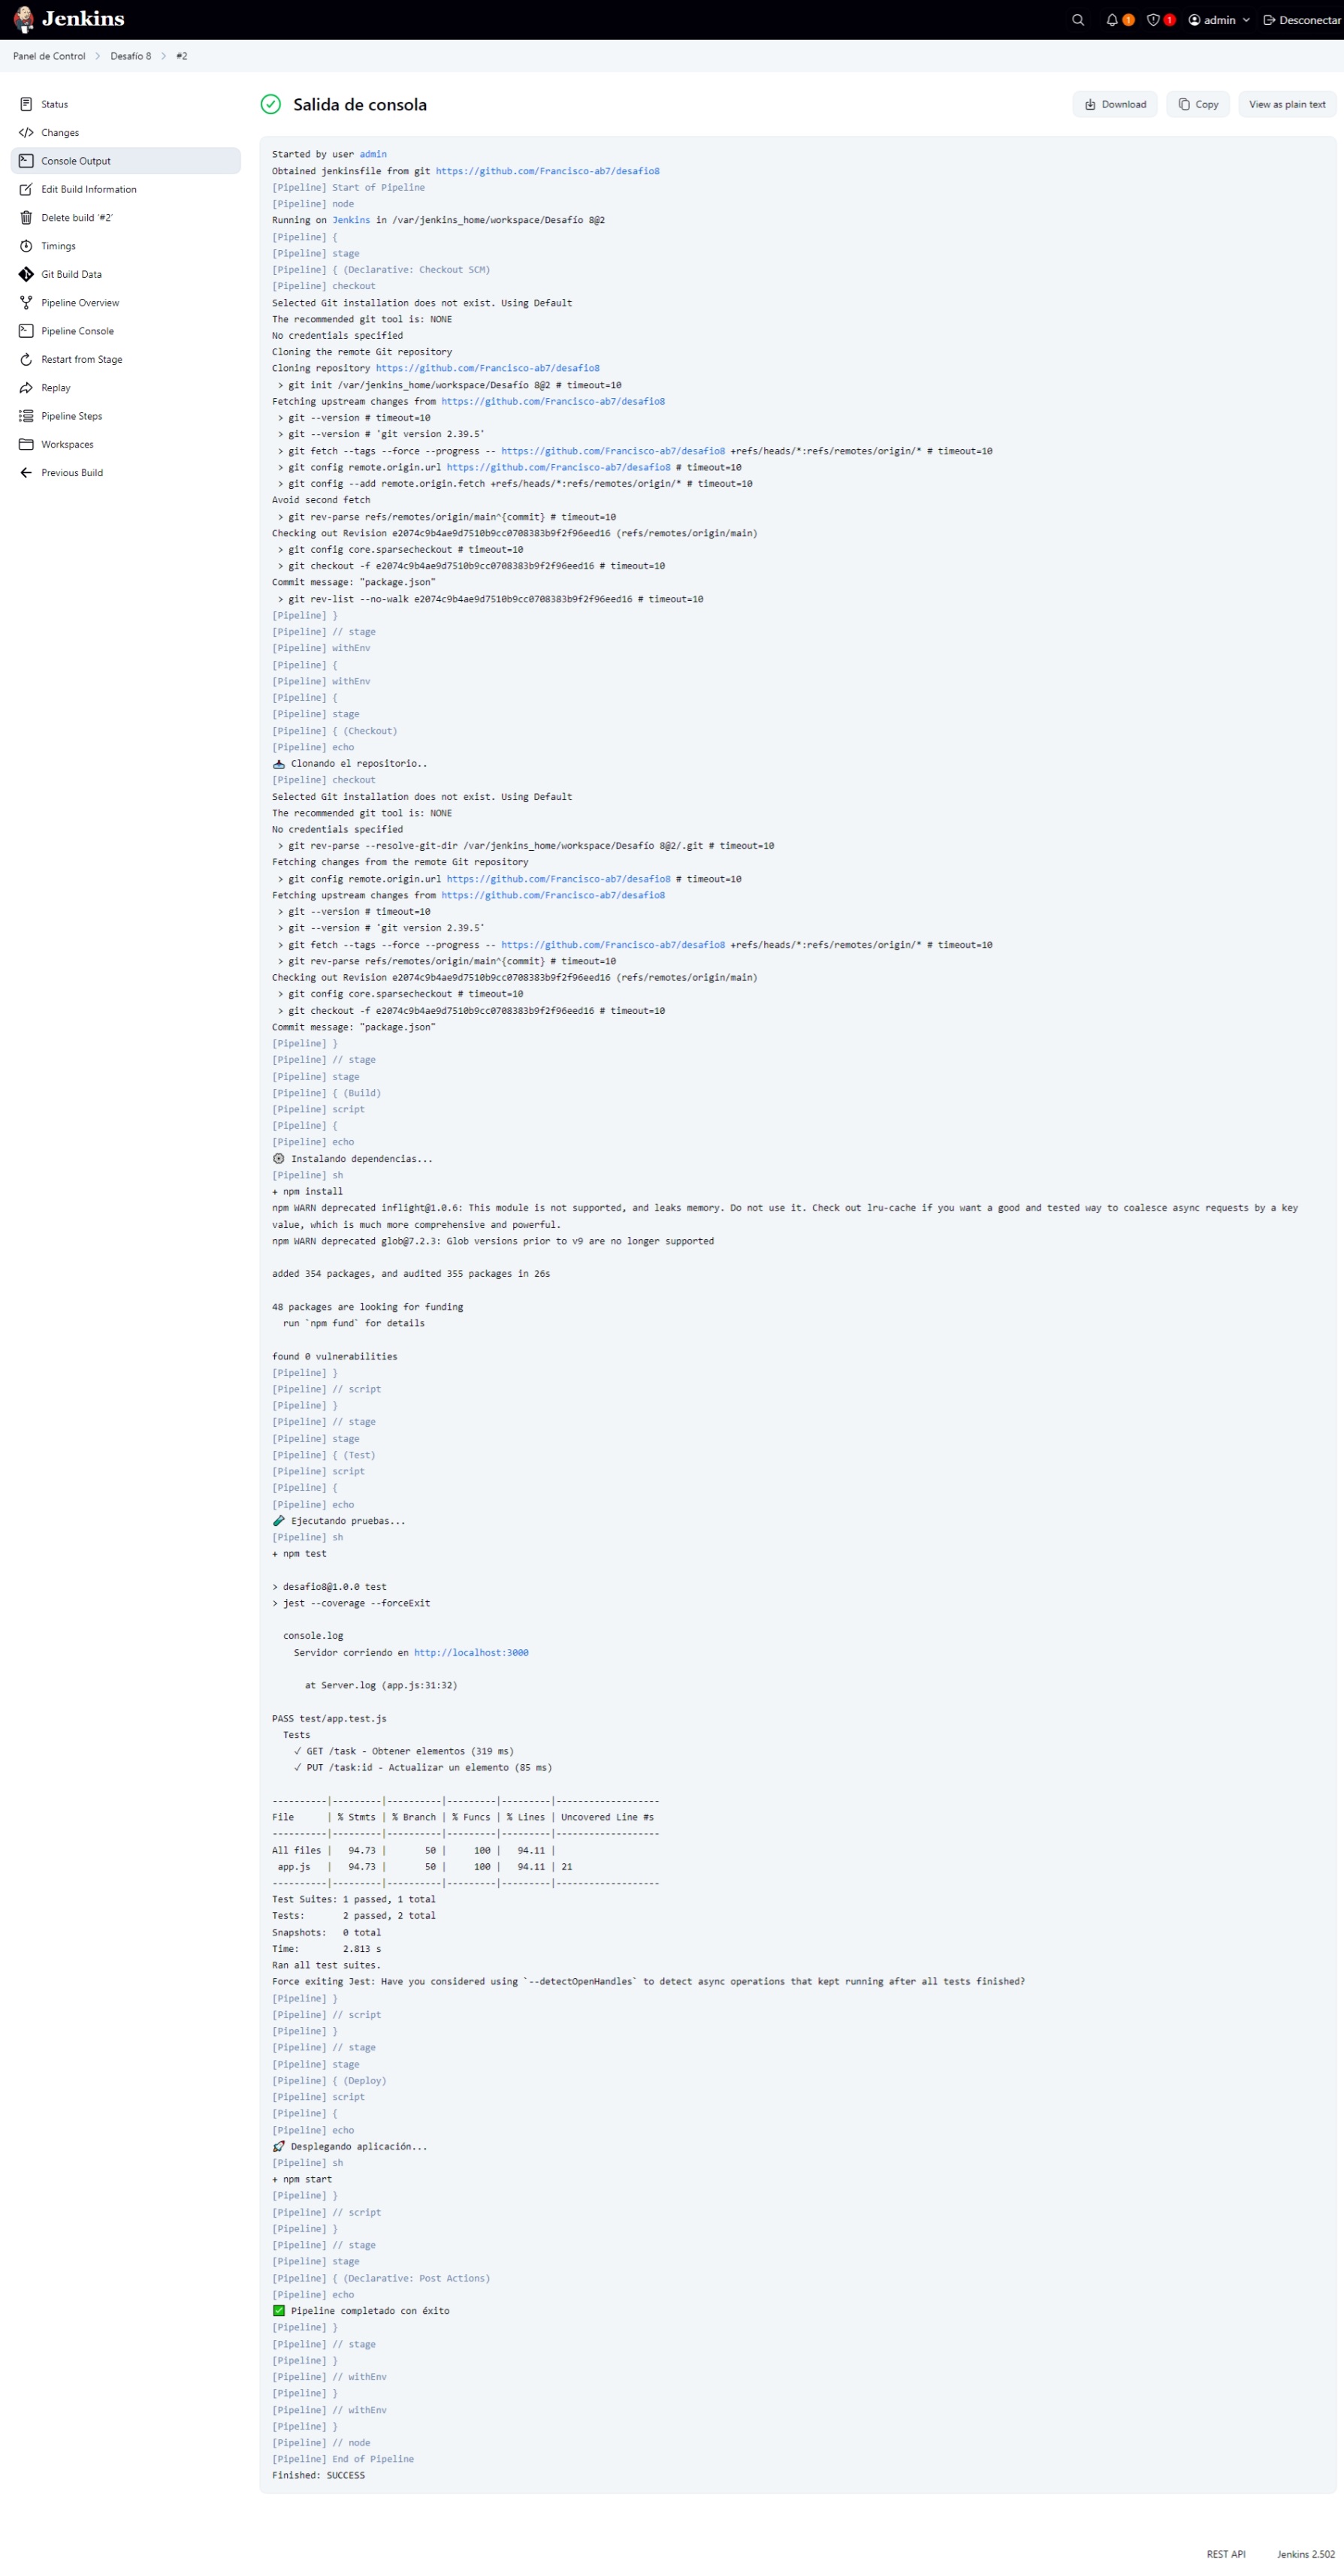 Jenkins
1
1
admin
Desconectar
Panel de Control > Desafío 8 > #2
Status
Changes
Console Output
Edit Build Information
Delete build ‘#2’
Timings
Git Build Data
Pipeline Overview
Pipeline Console
Restart from Stage
Replay
Pipeline Steps
Workspaces
Previous Build
Salida de consola
Download
Copy
View as plain text
Started by user admin
Obtained jenkinsfile from git https://github.com/Francisco-ab7/desafio8
[Pipeline] Start of Pipeline
[Pipeline] node
Running on Jenkins in /var/jenkins_home/workspace/Desafío 8@2
[Pipeline] {
[Pipeline] stage
[Pipeline] { (Declarative: Checkout SCM)
[Pipeline] checkout
Selected Git installation does not exist. Using Default
The recommended git tool is: NONE
No credentials specified
Cloning the remote Git repository
Cloning repository https://github.com/Francisco-ab7/desafio8
 > git init /var/jenkins_home/workspace/Desafío 8@2 # timeout=10
Fetching upstream changes from https://github.com/Francisco-ab7/desafio8
 > git --version # timeout=10
 > git --version # 'git version 2.39.5'
 > git fetch --tags --force --progress -- https://github.com/Francisco-ab7/desafio8 +refs/heads/*:refs/remotes/origin/* # timeout=10
 > git config remote.origin.url https://github.com/Francisco-ab7/desafio8 # timeout=10
 > git config --add remote.origin.fetch +refs/heads/*:refs/remotes/origin/* # timeout=10
Avoid second fetch
 > git rev-parse refs/remotes/origin/main^{commit} # timeout=10
Checking out Revision e2074c9b4ae9d7510b9cc0708383b9f2f96eed16 (refs/remotes/origin/main)
 > git config core.sparsecheckout # timeout=10
 > git checkout -f e2074c9b4ae9d7510b9cc0708383b9f2f96eed16 # timeout=10
Commit message: "package.json"
 > git rev-list --no-walk e2074c9b4ae9d7510b9cc0708383b9f2f96eed16 # timeout=10
[Pipeline] }
[Pipeline] // stage
[Pipeline] withEnv
[Pipeline] {
[Pipeline] withEnv
[Pipeline] {
[Pipeline] stage
[Pipeline] { (Checkout)
[Pipeline] echo
📥 Clonando el repositorio..
[Pipeline] checkout
Selected Git installation does not exist. Using Default
The recommended git tool is: NONE
No credentials specified
 > git rev-parse --resolve-git-dir /var/jenkins_home/workspace/Desafío 8@2/.git # timeout=10
Fetching changes from the remote Git repository
 > git config remote.origin.url https://github.com/Francisco-ab7/desafio8 # timeout=10
Fetching upstream changes from https://github.com/Francisco-ab7/desafio8
 > git --version # timeout=10
 > git --version # 'git version 2.39.5'
 > git fetch --tags --force --progress -- https://github.com/Francisco-ab7/desafio8 +refs/heads/*:refs/remotes/origin/* # timeout=10
 > git rev-parse refs/remotes/origin/main^{commit} # timeout=10
Checking out Revision e2074c9b4ae9d7510b9cc0708383b9f2f96eed16 (refs/remotes/origin/main)
 > git config core.sparsecheckout # timeout=10
 > git checkout -f e2074c9b4ae9d7510b9cc0708383b9f2f96eed16 # timeout=10
Commit message: "package.json"
[Pipeline] }
[Pipeline] // stage
[Pipeline] stage
[Pipeline] { (Build)
[Pipeline] script
[Pipeline] {
[Pipeline] echo
⚙ Instalando dependencias...
[Pipeline] sh
+ npm install
npm WARN deprecated inflight@1.0.6: This module is not supported, and leaks memory. Do not use it. Check out lru-cache if you want a good and tested way to coalesce async requests by a key
value, which is much more comprehensive and powerful.
npm WARN deprecated glob@7.2.3: Glob versions prior to v9 are no longer supported
added 354 packages, and audited 355 packages in 26s
48 packages are looking for funding
  run `npm fund` for details
found 0 vulnerabilities
[Pipeline] }
[Pipeline] // script
[Pipeline] }
[Pipeline] // stage
[Pipeline] stage
[Pipeline] { (Test)
[Pipeline] script
[Pipeline] {
[Pipeline] echo
🧪 Ejecutando pruebas...
[Pipeline] sh
+ npm test
> desafio8@1.0.0 test
> jest --coverage --forceExit
  console.log
    Servidor corriendo en http://localhost:3000
      at Server.log (app.js:31:32)
PASS test/app.test.js
  Tests
    ✓ GET /task - Obtener elementos (319 ms)
    ✓ PUT /task:id - Actualizar un elemento (85 ms)
----------|---------|----------|---------|---------|-------------------
File      | % Stmts | % Branch | % Funcs | % Lines | Uncovered Line #s
----------|---------|----------|---------|---------|-------------------
All files |   94.73 |       50 |     100 |   94.11 |
 app.js   |   94.73 |       50 |     100 |   94.11 | 21
----------|---------|----------|---------|---------|-------------------
Test Suites: 1 passed, 1 total
Tests:       2 passed, 2 total
Snapshots:   0 total
Time:        2.813 s
Ran all test suites.
Force exiting Jest: Have you considered using `--detectOpenHandles` to detect async operations that kept running after all tests finished?
[Pipeline] }
[Pipeline] // script
[Pipeline] }
[Pipeline] // stage
[Pipeline] stage
[Pipeline] { (Deploy)
[Pipeline] script
[Pipeline] {
[Pipeline] echo
🚀 Desplegando aplicación...
[Pipeline] sh
+ npm start
[Pipeline] }
[Pipeline] // script
[Pipeline] }
[Pipeline] // stage
[Pipeline] stage
[Pipeline] { (Declarative: Post Actions)
[Pipeline] echo
✅ Pipeline completado con éxito
[Pipeline] }
[Pipeline] // stage
[Pipeline] }
[Pipeline] // withEnv
[Pipeline] }
[Pipeline] // withEnv
[Pipeline] }
[Pipeline] // node
[Pipeline] End of Pipeline
Finished: SUCCESS
REST API
Jenkins 2.502